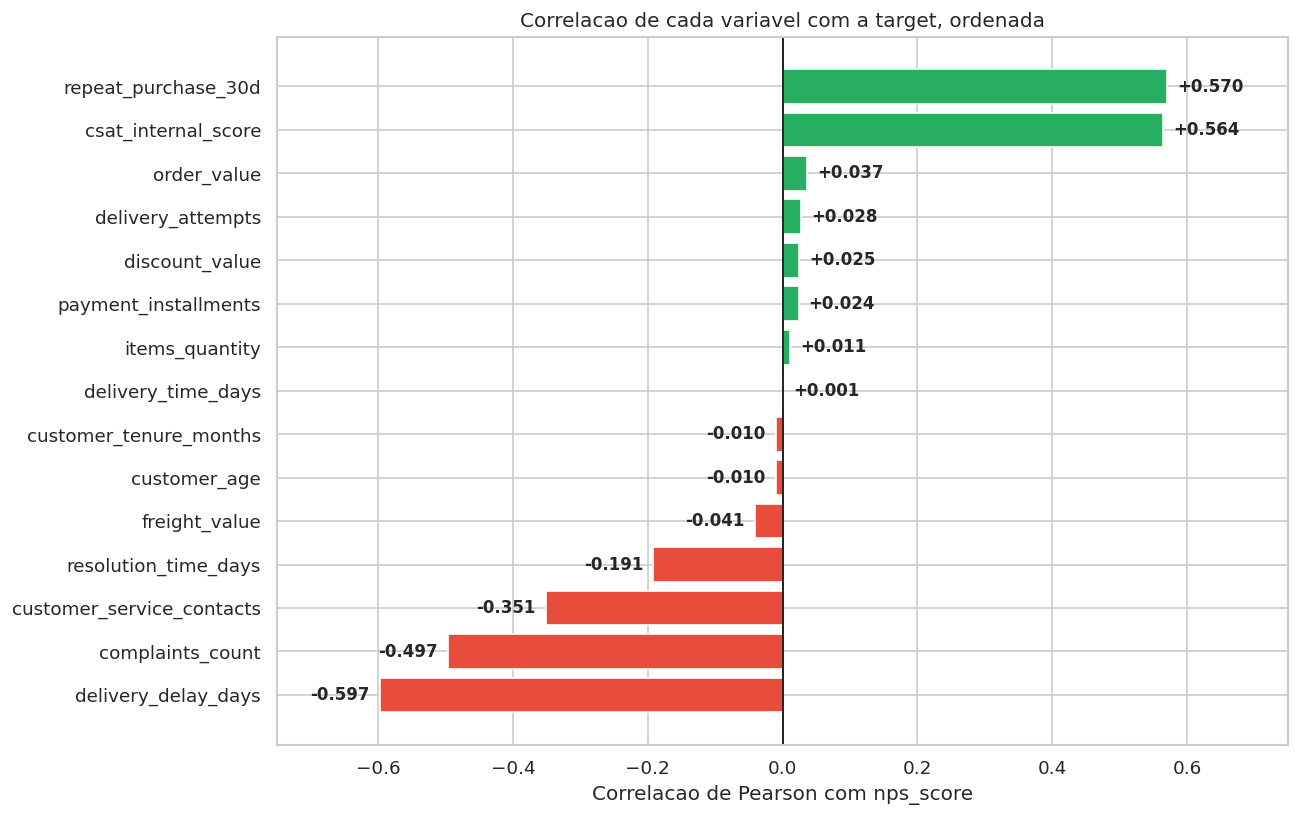 Correlacao de cada variavel com a target, ordenada
repeat_purchase_30d +0.570
csat_internal_score +0.564
order_value +0.037
delivery_attempts +0.028
discount_value +0.025
payment_installments +0.024
items_quantity +0.011
delivery_time_days +0.001
customer_tenure_months -0.010
customer_age -0.010
freight_value -0.041
resolution_time_days -0.191
customer_service_contacts -0.351
complaints_count -0.497
delivery_delay_days -0.597
−0.6 −0.4 −0.2 0.0 0.2 0.4 0.6
Correlacao de Pearson com nps_score